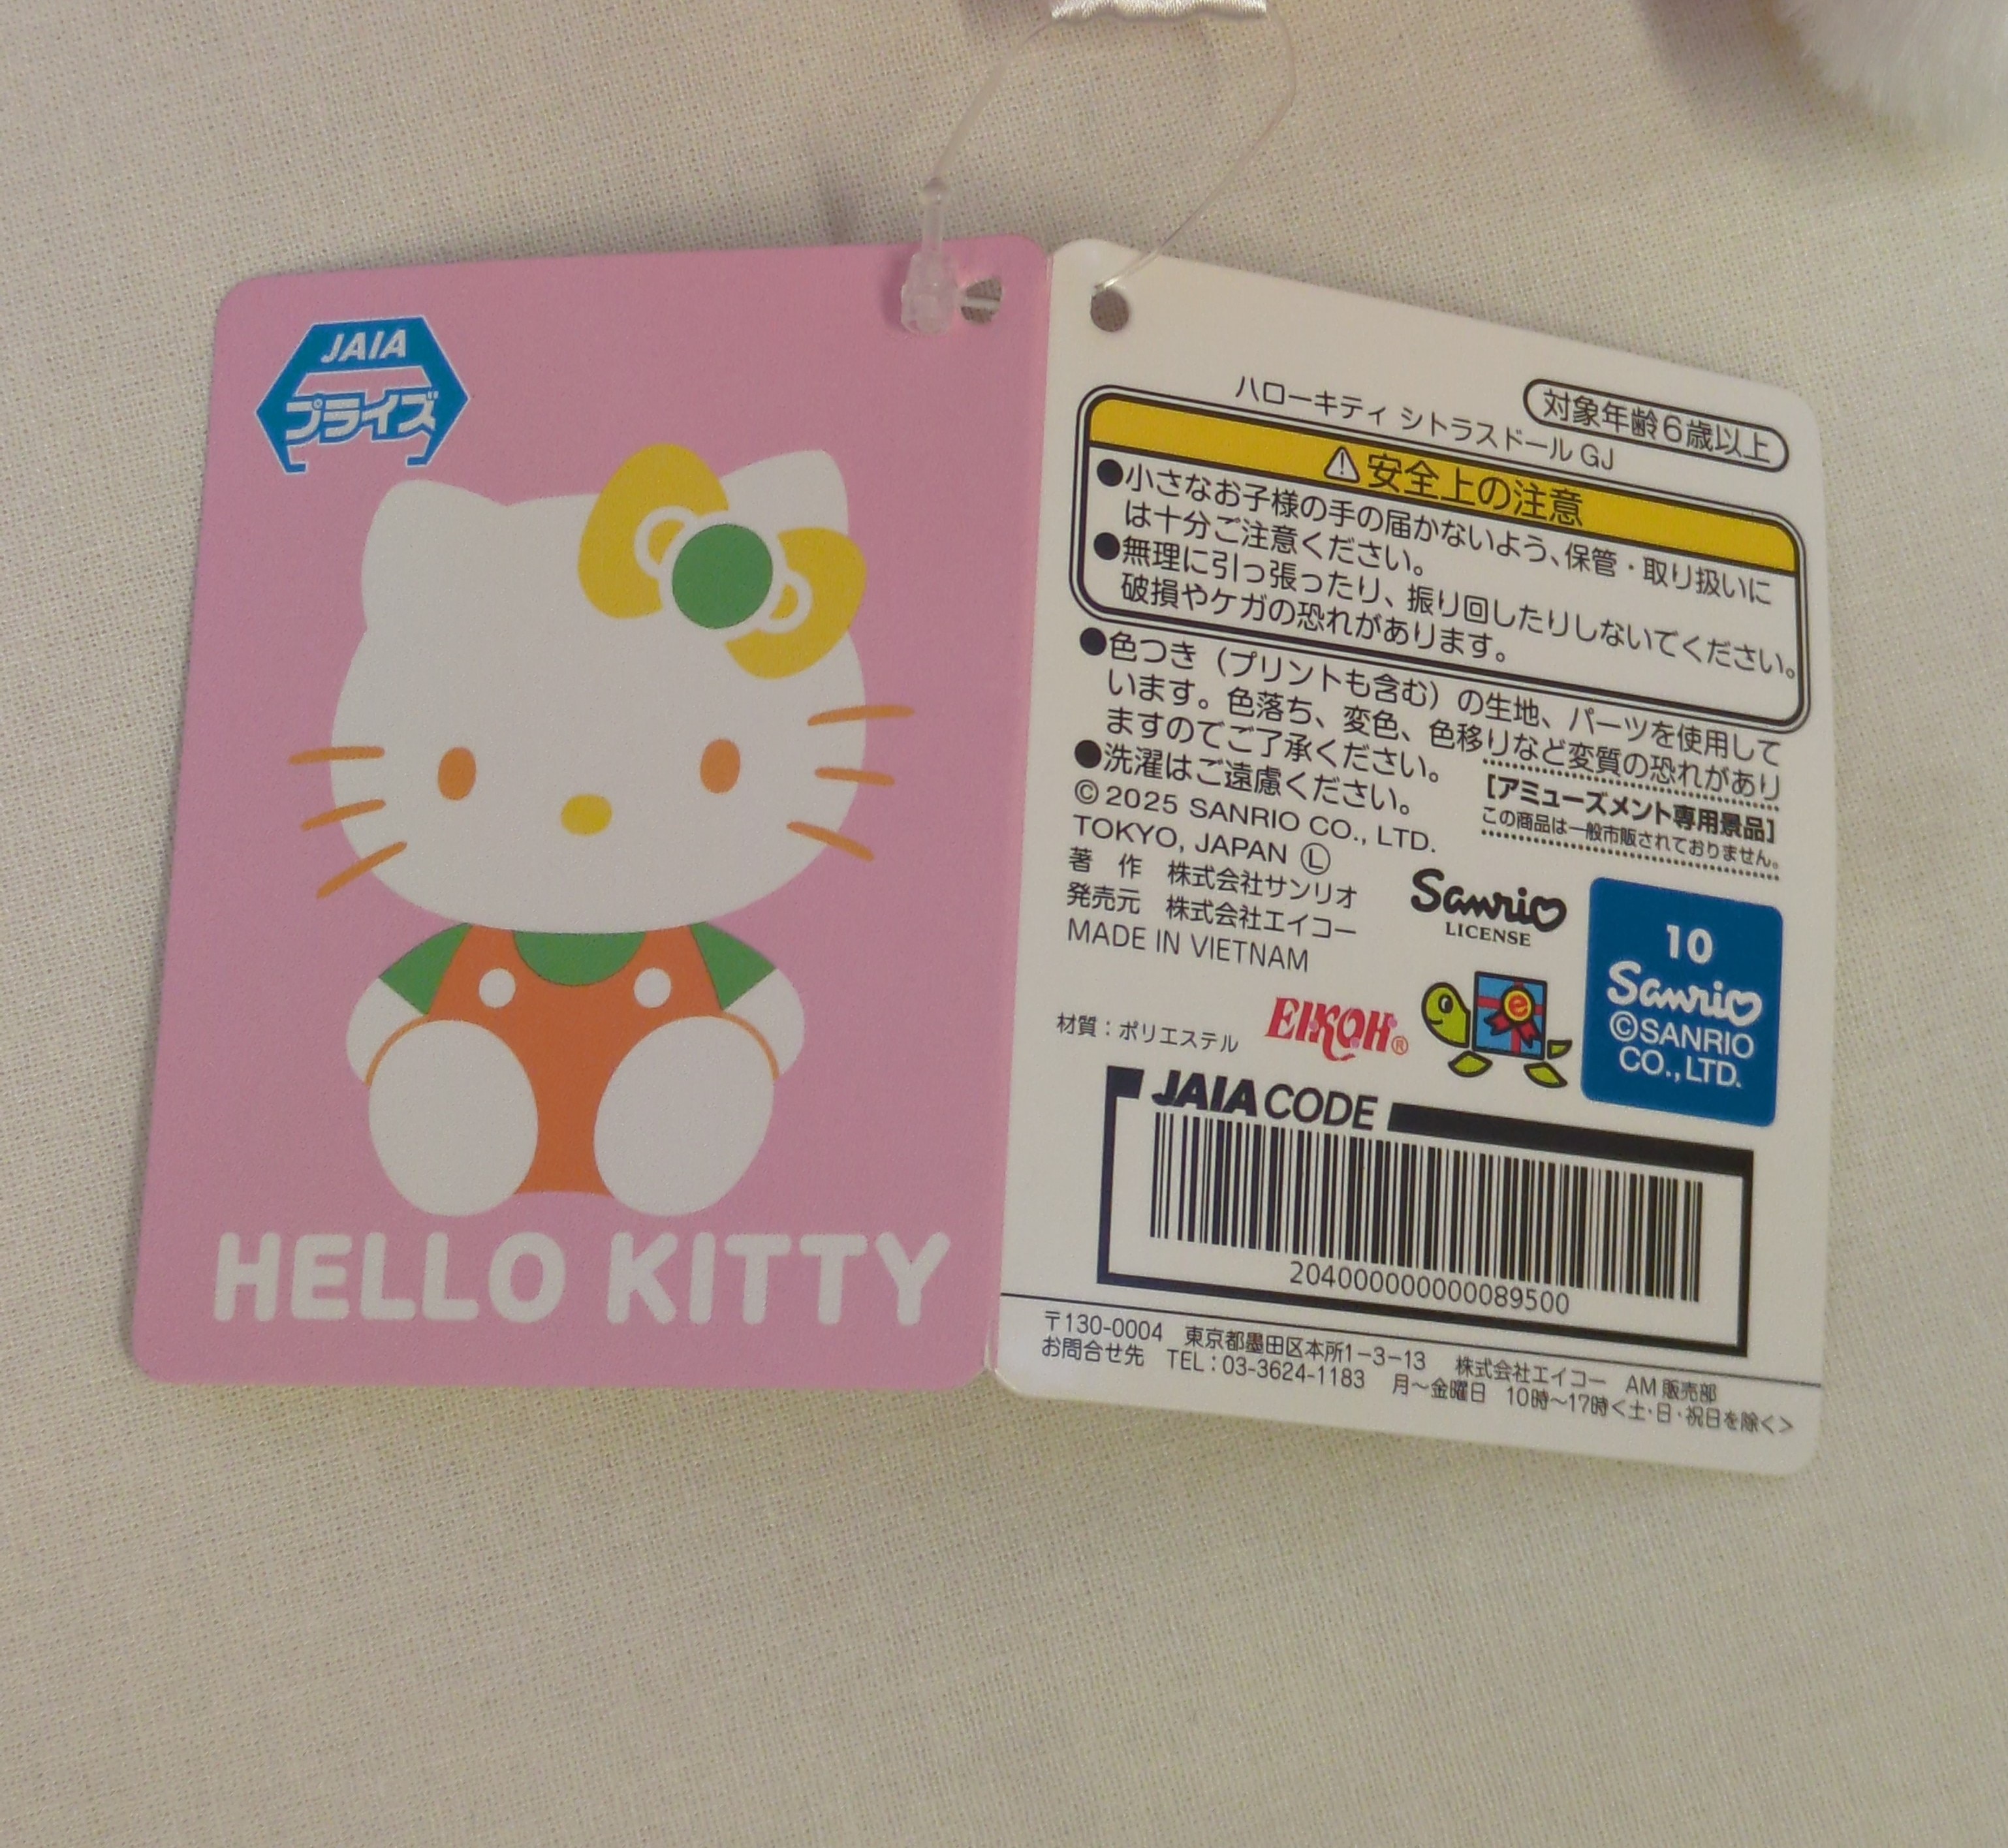 JAIA
プライズ
HELLO KITTY
ハローキティ シトラスドール GJ
対象年齢6歳以上
⚠安全上の注意
●小さなお子様の手の届かないよう、保管・取り扱いに
は十分ご注意ください。
●無理に引っ張ったり、振り回したりしないでください。
破損やケガの恐れがあります。
●色つき（プリントも含む）の生地、パーツを使用して
います。色落ち、変色、色移りなど変質の恐れがあり
ますのでご了承ください。
●洗濯はご遠慮ください。
[アミューズメント専用景品]
この商品は一般市販されておりません。
© 2025 SANRIO CO., LTD.
TOKYO, JAPAN Ⓛ
著 作 株式会社サンリオ
発売元 株式会社エイコー
MADE IN VIETNAM
Sanrio
LICENSE
10
Sanrio
©SANRIO
CO.,LTD.
材質：ポリエステル
EIKOH®
e
JAIA CODE
20400000000000089500
〒130-0004 東京都墨田区本所1-3-13 株式会社エイコー AM販売部
お問合せ先 TEL：03-3624-1183 月～金曜日 10時～17時<土・日・祝日を除く>